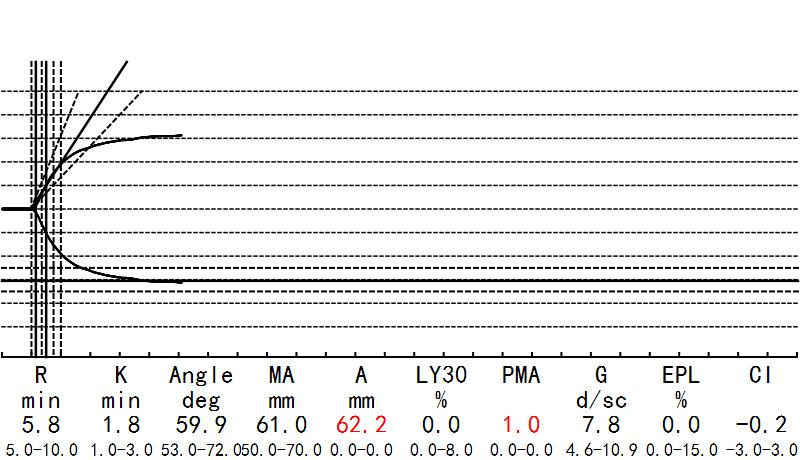 R K Angle MA A LY30 PMA G EPL CI
min min deg mm mm % d/sc %
5.8 1.8 59.9 61.0 62.2 0.0 1.0 7.8 0.0 -0.2
5.0-10.0 1.0-3.0 53.0-72.0 50.0-70.0 0.0-0.0 0.0-8.0 0.0-0.0 4.6-10.9 0.0-15.0 -3.0-3.0